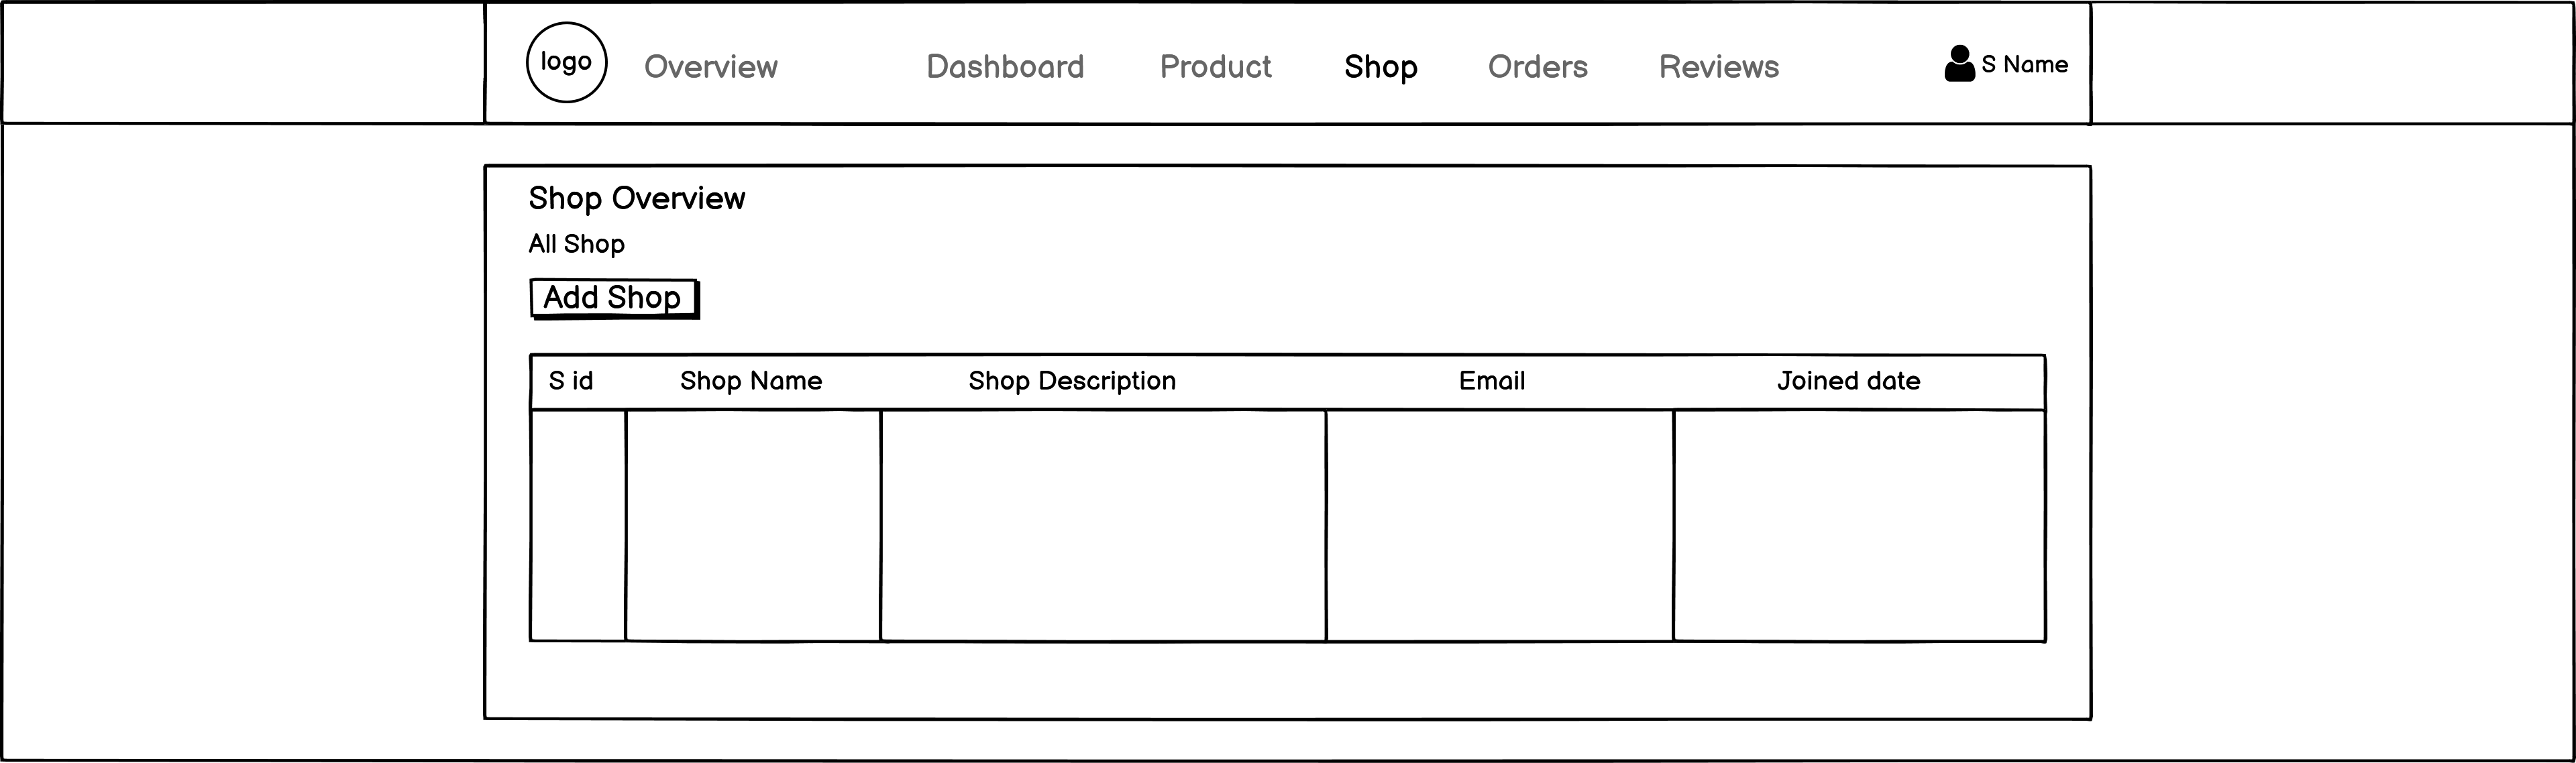 logo Overview Dashboard Product Shop Orders Reviews S Name
Shop Overview
All Shop
Add Shop
S id Shop Name Shop Description Email Joined date